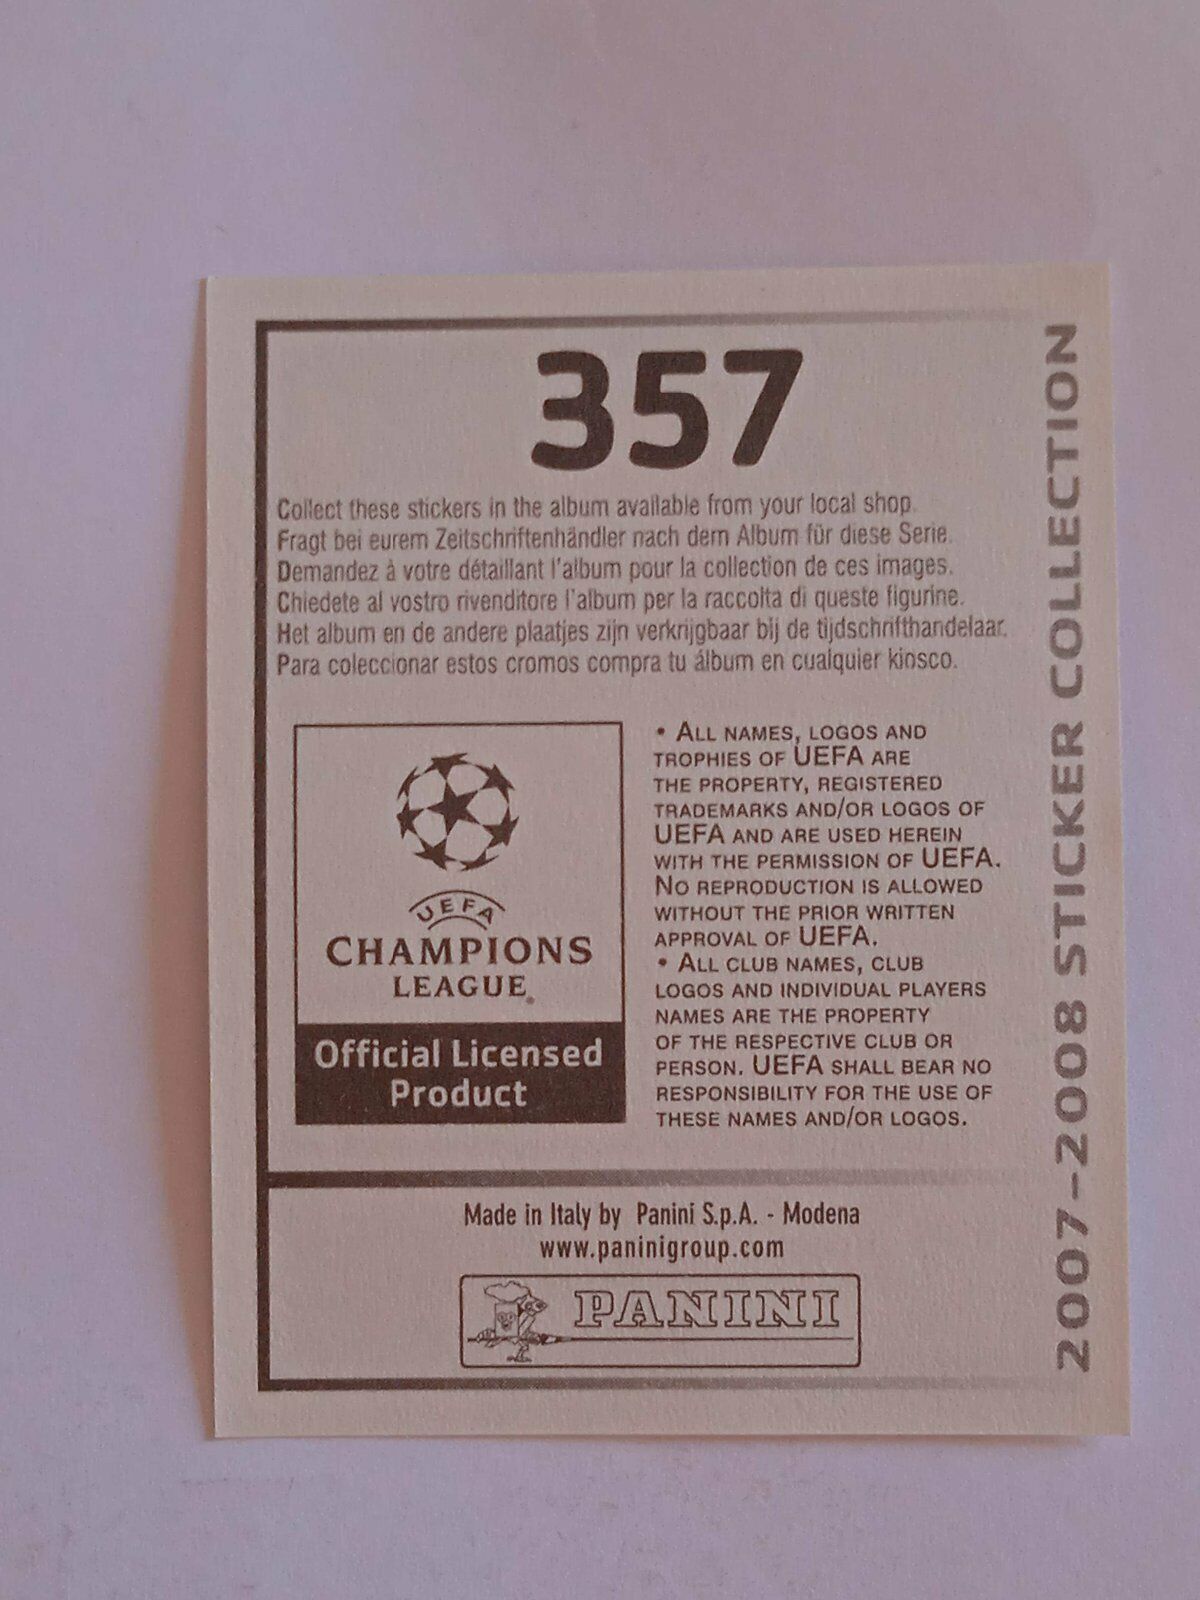 357
Collect these stickers in the album available from your local shop.
Fragt bei eurem Zeitschriftenhändler nach dem Album für diese Serie.
Demandez à votre détaillant l'album pour la collection de ces images.
Chiedete al vostro rivenditore l'album per la raccolta di queste figurine.
Het album en de andere plaatjes zijn verkrijgbaar bij de tijdschrifthandelaar.
Para coleccionar estos cromos compra tu álbum en cualquier kiosco.
UEFA
CHAMPIONS
LEAGUE®
Official Licensed
Product
• ALL NAMES, LOGOS AND
TROPHIES OF UEFA ARE
THE PROPERTY, REGISTERED
TRADEMARKS AND/OR LOGOS OF
UEFA AND ARE USED HEREIN
WITH THE PERMISSION OF UEFA.
NO REPRODUCTION IS ALLOWED
WITHOUT THE PRIOR WRITTEN
APPROVAL OF UEFA.
• ALL CLUB NAMES, CLUB
LOGOS AND INDIVIDUAL PLAYERS
NAMES ARE THE PROPERTY
OF THE RESPECTIVE CLUB OR
PERSON. UEFA SHALL BEAR NO
RESPONSIBILITY FOR THE USE OF
THESE NAMES AND/OR LOGOS.
Made in Italy by Panini S.p.A. - Modena
www.paninigroup.com
PANINI
2007-2008 STICKER COLLECTION